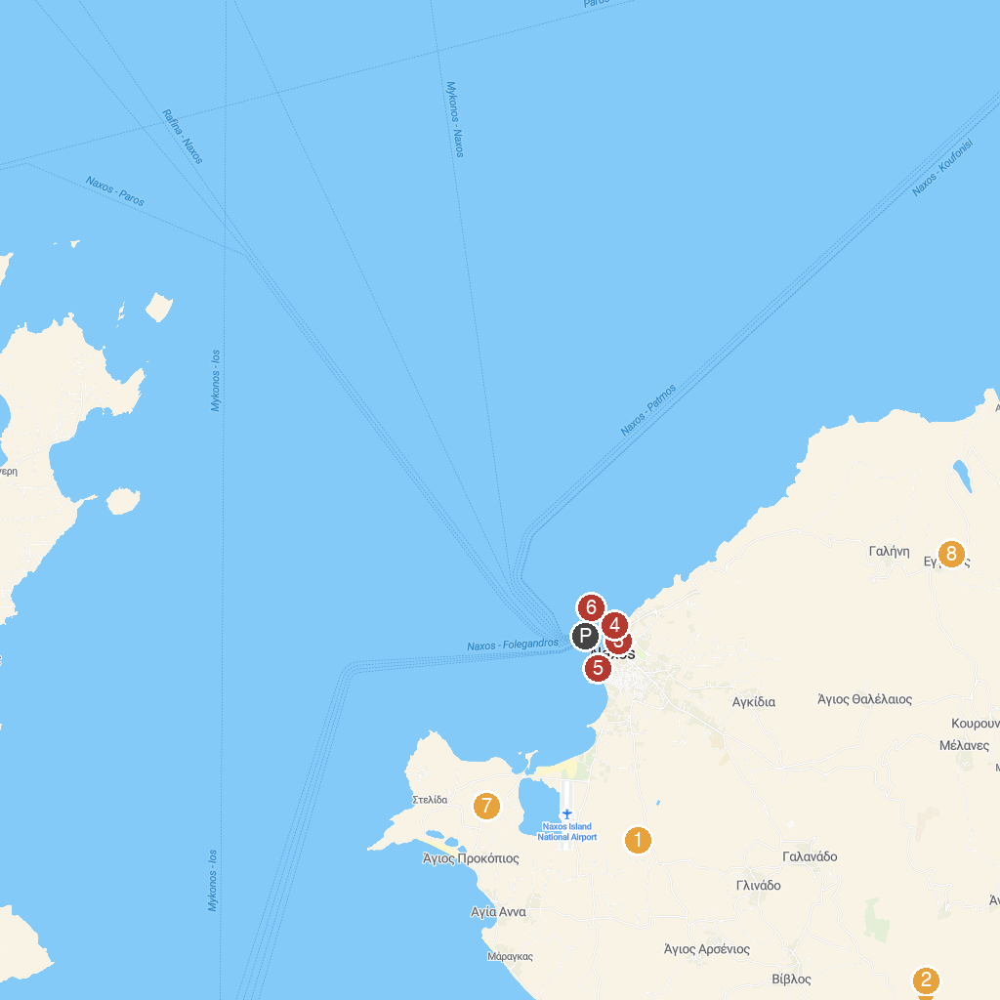 Paros
Rafina - Naxos
Mykonos - Naxos
Naxos - Paros
Naxos - Koufonisi
Mykonos - Ios
Naxos - Patmos
Γαλήνη
8
6
4
P
3
Naxos
Naxos - Folegandros
5
Αγκίδια
Άγιος Θαλέλαιος
Μέλανες
Στελίδα
7
Naxos Island
National Airport
1
Άγιος Προκόπιος
Γαλανάδο
Γλινάδο
Mykonos - Ios
Αγία Άννα
Άγιος Αρσένιος
Μάραγκας
Βίβλος
2